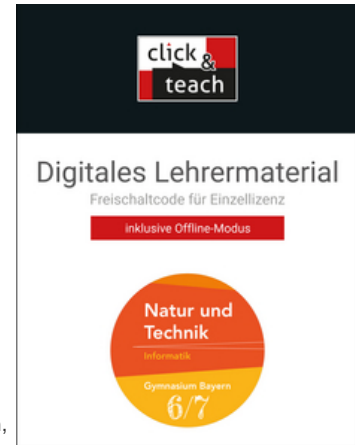 click &
teach
Digitales Lehrermaterial
Freischaltcode für Einzellizenz
inklusive Offline-Modus
Natur und
Technik
Informatik
Gymnasium Bayern
6/7